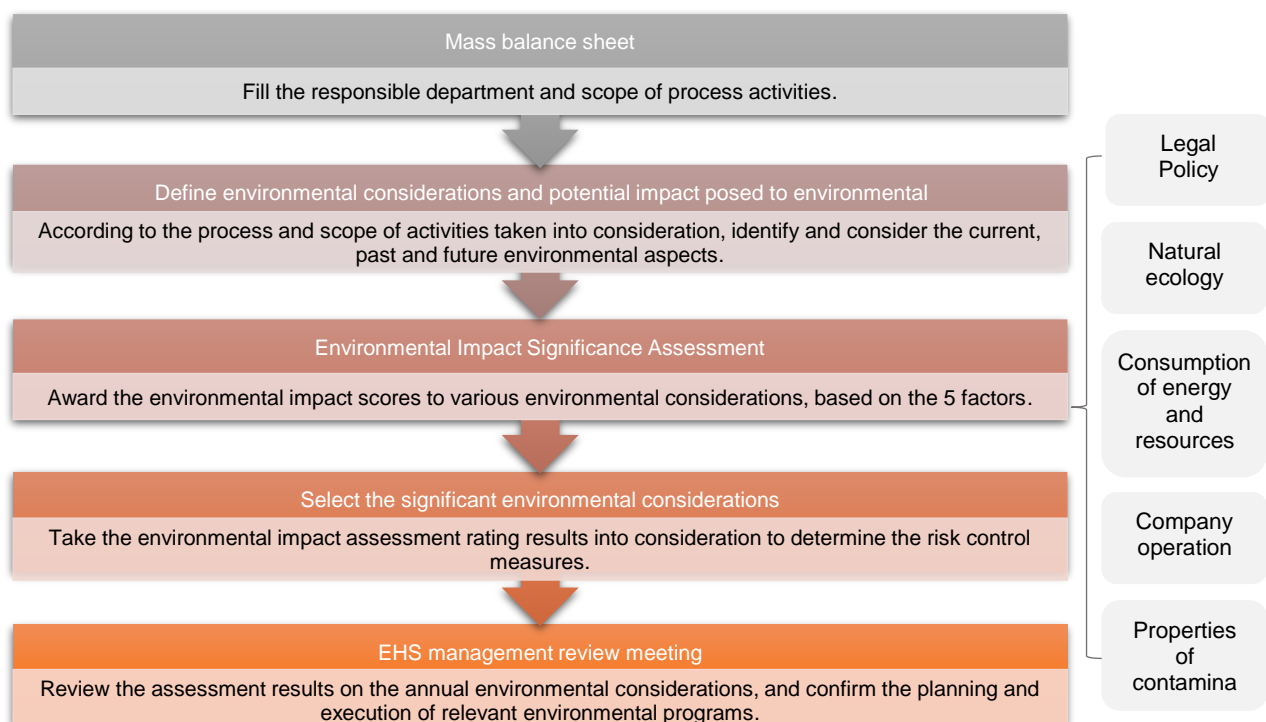 Mass balance sheet
Fill the responsible department and scope of process activities.
Define environmental considerations and potential impact posed to environmental
According to the process and scope of activities taken into consideration, identify and consider the current,
past and future environmental aspects.
Environmental Impact Significance Assessment
Award the environmental impact scores to various environmental considerations, based on the 5 factors.
Select the significant environmental considerations
Take the environmental impact assessment rating results into consideration to determine the risk control
measures.
EHS management review meeting
Review the assessment results on the annual environmental considerations, and confirm the planning and
execution of relevant environmental programs.
Legal
Policy
Natural
ecology
Consumption
of energy
and
resources
Company
operation
Properties
of
contamina